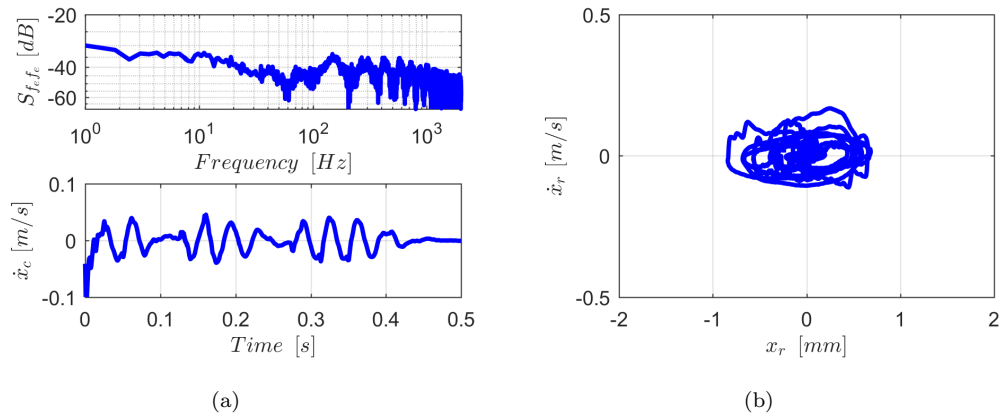 -20
-40
-60
S_{f_e f_e} [dB]
10^0 10^1 10^2 10^3
Frequency [Hz]
0.1
0
-0.1
ẋ_c [m/s]
0 0.1 0.2 0.3 0.4 0.5
Time [s]
(a)
0.5
0
-0.5
ẋ_r [m/s]
-2 -1 0 1 2
x_r [mm]
(b)